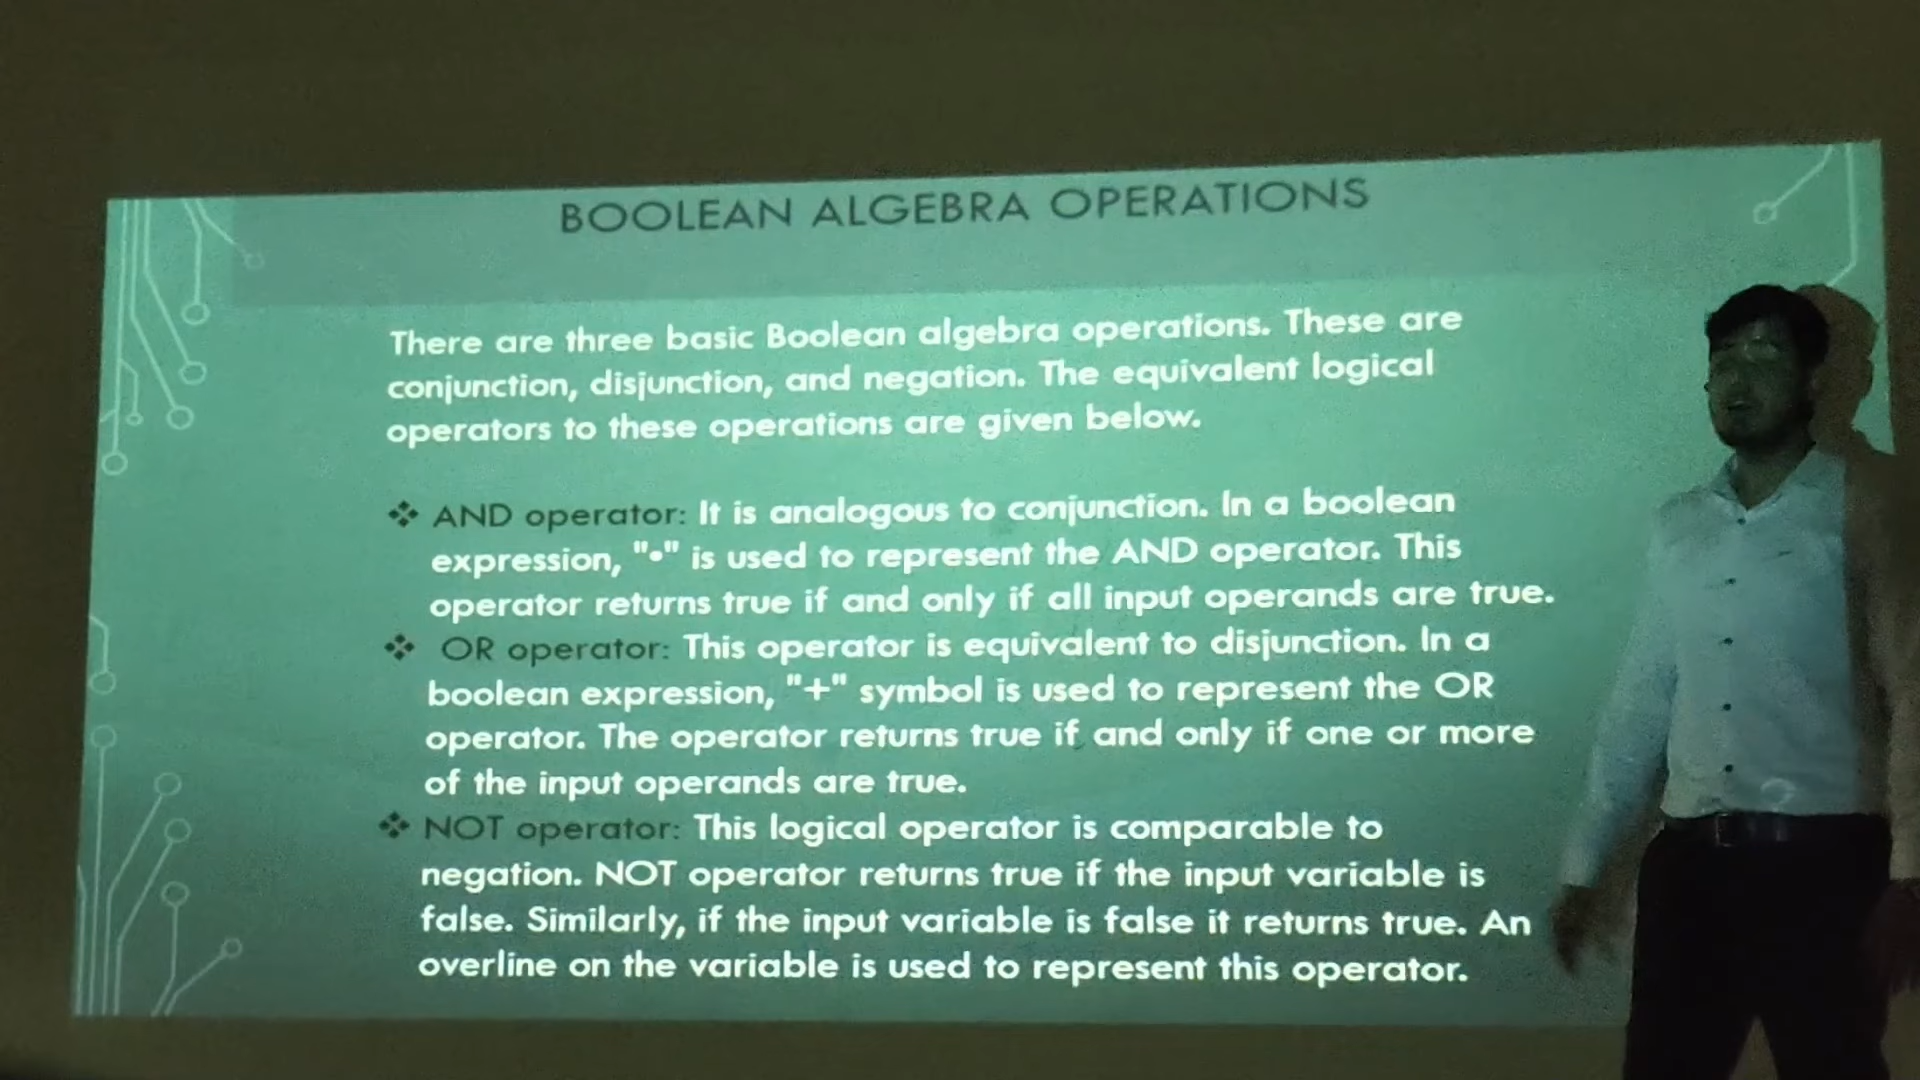 BOOLEAN ALGEBRA OPERATIONS
There are three basic Boolean algebra operations. These are
conjunction, disjunction, and negation. The equivalent logical
operators to these operations are given below.
❖ AND operator: It is analogous to conjunction. In a boolean
expression, "•" is used to represent the AND operator. This
operator returns true if and only if all input operands are true.
❖ OR operator: This operator is equivalent to disjunction. In a
boolean expression, "+" symbol is used to represent the OR
operator. The operator returns true if and only if one or more
of the input operands are true.
❖ NOT operator: This logical operator is comparable to
negation. NOT operator returns true if the input variable is
false. Similarly, if the input variable is false it returns true. An
overline on the variable is used to represent this operator.